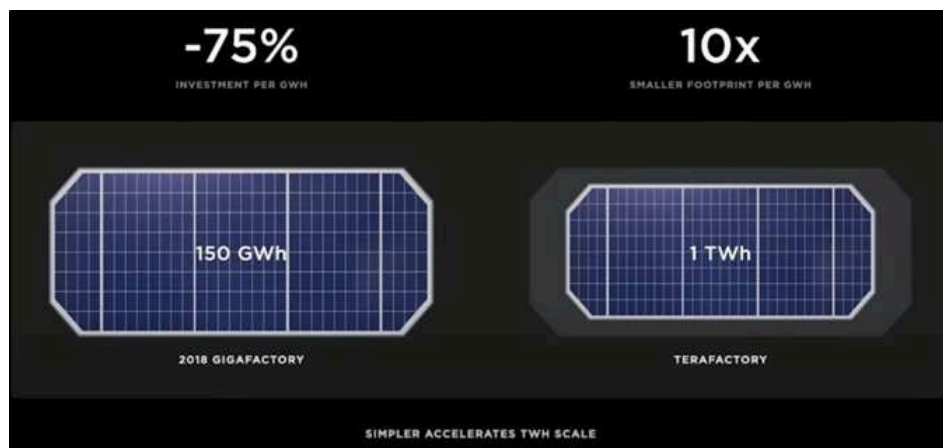 -75%
INVESTMENT PER GWH
10x
SMALLER FOOTPRINT PER GWH
150 GWh
1 TWh
2018 GIGAFACTORY
TERAFACTORY
SIMPLER ACCELERATES TWH SCALE